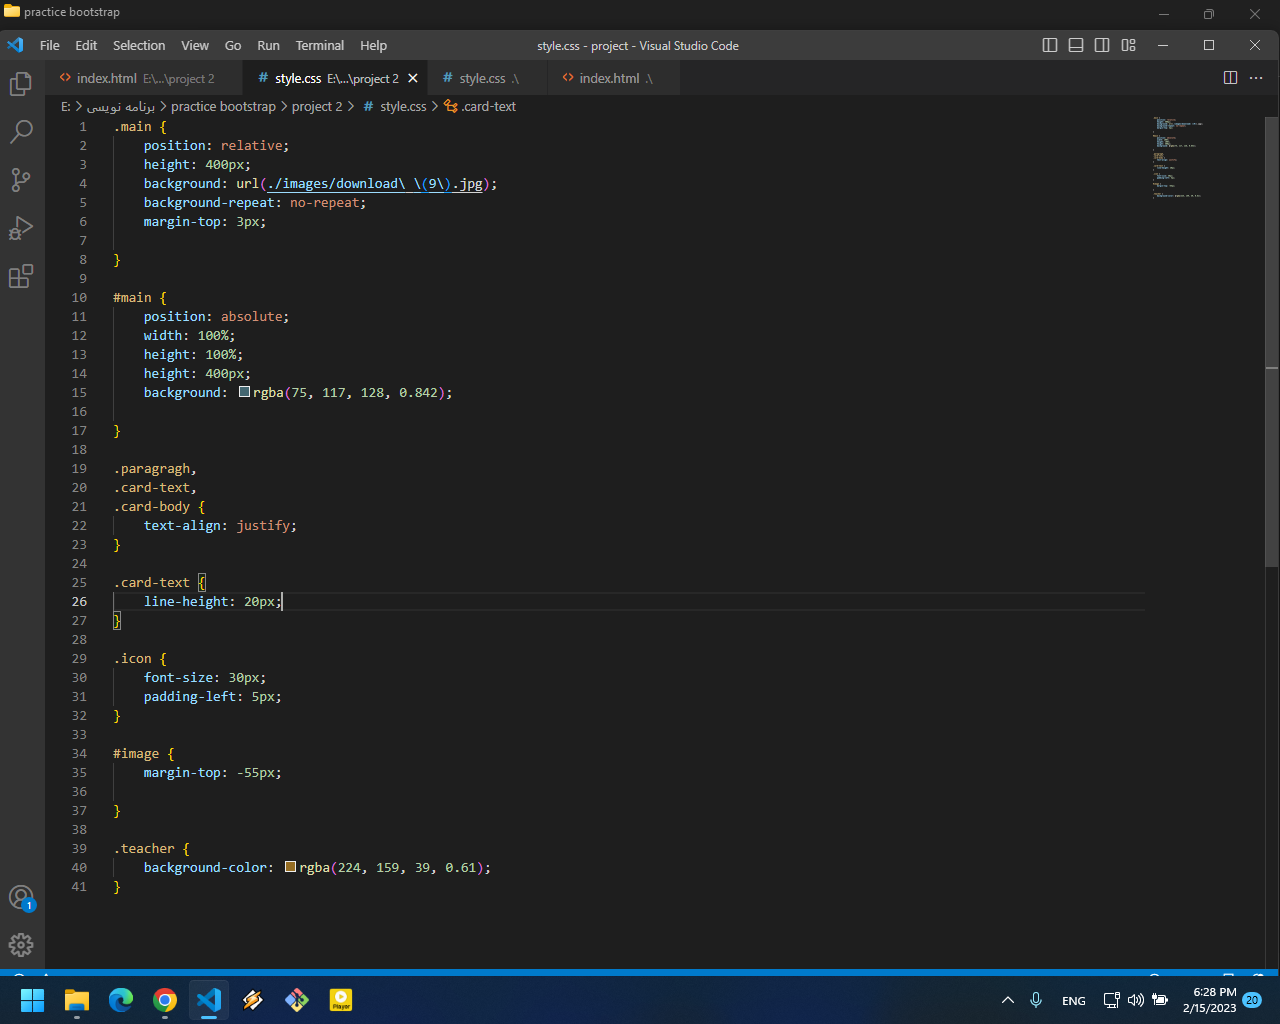 practice bootstrap
File Edit Selection View Go Run Terminal Help
style.css - project - Visual Studio Code
index.html E:\...\project 2
style.css E:\...\project 2
style.css .\
index.html .\
E: > برنامه نویسی > practice bootstrap > project 2 > # style.css > .card-text
1 .main {
2 position: relative;
3 height: 400px;
4 background: url(./images/download\ \(9\).jpg);
5 background-repeat: no-repeat;
6 margin-top: 3px;
7
8 }
9
10 #main {
11 position: absolute;
12 width: 100%;
13 height: 100%;
14 height: 400px;
15 background: rgba(75, 117, 128, 0.842);
16
17 }
18
19 .paragragh,
20 .card-text,
21 .card-body {
22 text-align: justify;
23 }
24
25 .card-text {
26 line-height: 20px;
27 }
28
29 .icon {
30 font-size: 30px;
31 padding-left: 5px;
32 }
33
34 #image {
35 margin-top: -55px;
36
37 }
38
39 .teacher {
40 background-color: rgba(224, 159, 39, 0.61);
41 }
1
Player
ENG
6:28 PM
2/15/2023
20